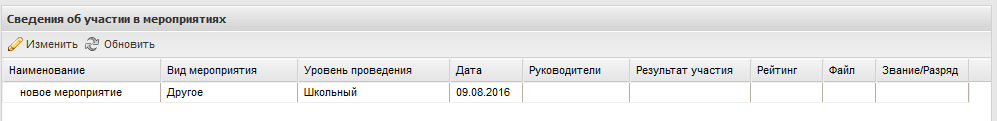 Сведения об участии в мероприятиях
Изменить Обновить
Наименование Вид мероприятия Уровень проведения Дата Руководители Результат участия Рейтинг Файл Звание/Разряд
новое мероприятие Другое Школьный 09.08.2016